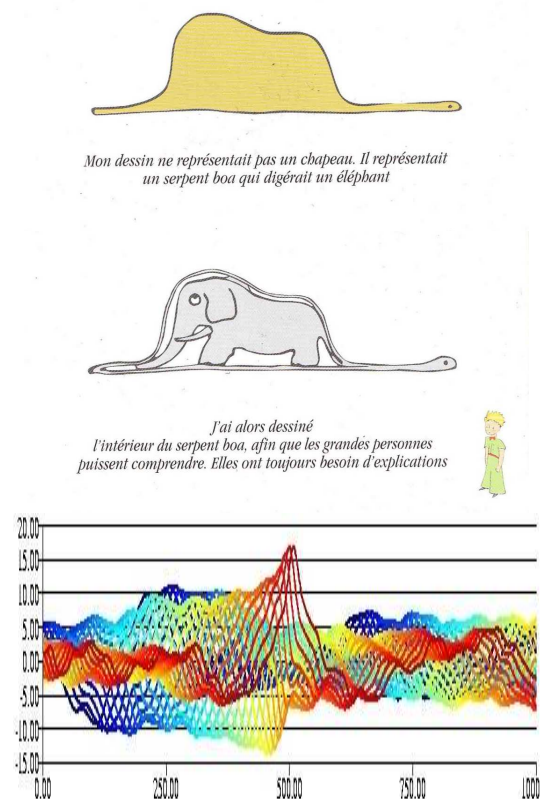 Mon dessin ne représentait pas un chapeau. Il représentait
un serpent boa qui digérait un éléphant
J'ai alors dessiné
l'intérieur du serpent boa, afin que les grandes personnes
puissent comprendre. Elles ont toujours besoin d'explications
20.00
15.00
10.00
5.00
0.00
-5.00
-10.00
-15.00
0.00 250.00 500.00 750.00 1000